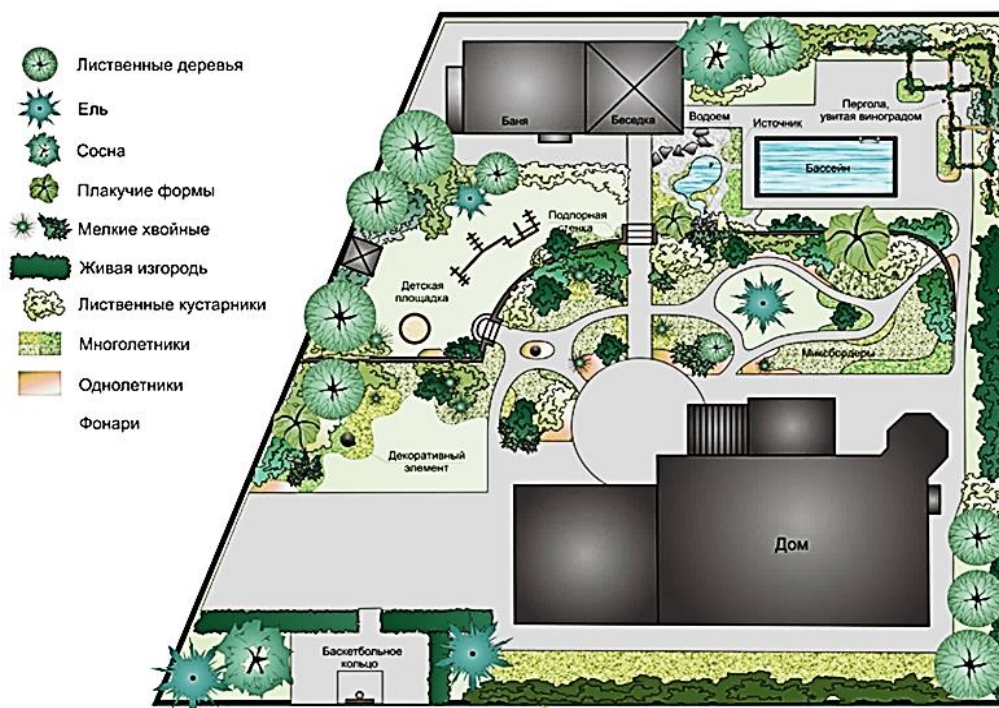 Лиственные деревья
Ель
Сосна
Плакучие формы
Мелкие хвойные
Живая изгородь
Лиственные кустарники
Многолетники
Однолетники
Фонари
Баня
Беседка
Водоем
Источник
Пергола,
увитая виноградом
Бассейн
Подпорная
стенка
Детская
площадка
Миксбордеры
Декоративный
элемент
Дом
Баскетбольное
кольцо